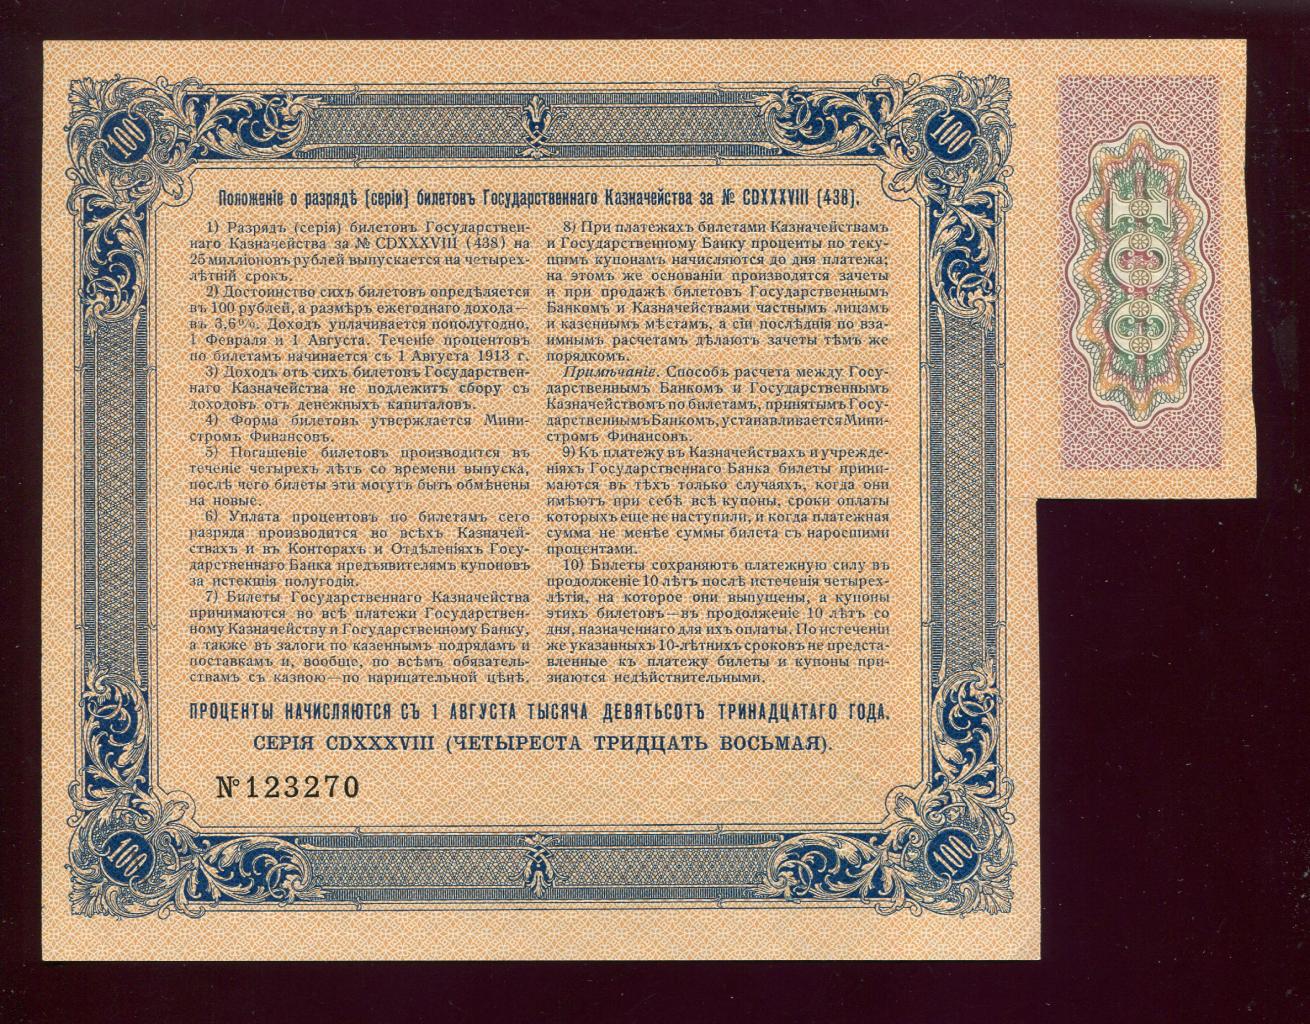 100
100
Положеніе о разрядѣ [серіи] билетовъ Государственнаго Казначейства за № CDXXXVIII (438).
1) Разрядъ (серія) билетовъ Государствен-
наго Казначейства за № CDXXXVIII (438) на
25 милліоновъ рублей выпускается на четырех-
лѣтній срокъ.
2) Достоинство сихъ билетовъ опредѣляется
въ 100 рублей, а размѣръ ежегоднаго дохода—
въ 3,6%. Доходъ уплачивается пополугодно,
1 Февраля и 1 Августа. Теченіе процентовъ
по билетамъ начинается съ 1 Августа 1913 г.
3) Доходъ отъ сихъ билетовъ Государствен-
наго Казначейства не подлежитъ сбору съ
доходовъ отъ денежныхъ капиталовъ.
4) Форма билетовъ утверждается Мини-
стромъ Финансовъ.
5) Погашеніе билетовъ производится въ
теченіе четырехъ лѣтъ со времени выпуска,
послѣ чего билеты эти могутъ быть обмѣнены
на новые.
6) Уплата процентовъ по билетамъ сего
разряда производится во всѣхъ Казначей-
ствахъ и въ Конторахъ и Отдѣленіяхъ Госу-
дарственнаго Банка предъявителямъ купоновъ
за истекшія полугодія.
7) Билеты Государственнаго Казначейства
принимаются во всѣ платежи Государствен-
ному Казначейству и Государственному Банку,
а также въ залоги по казеннымъ подрядамъ и
поставкамъ и, вообще, по всѣмъ обязатель-
ствамъ съ казною—по нарицательной цѣнѣ.
8) При платежахъ билетами Казначействамъ
и Государственному Банку проценты по теку-
щимъ купонамъ начисляются до дня платежа;
на этомъ же основаніи производятся зачеты
и при продажѣ билетовъ Государственнымъ
Банкомъ и Казначействами частнымъ лицамъ
и казеннымъ мѣстамъ, а сіи послѣднія по вза-
имнымъ расчетамъ дѣлаютъ зачеты тѣмъ же
порядкомъ.
Примѣчаніе. Способъ расчета между Госу-
дарственнымъ Банкомъ и Государственнымъ
Казначействомъ по билетамъ, принятымъ Госу-
дарственнымъ Банкомъ, устанавливается Мини-
стромъ Финансовъ.
9) Къ платежу въ Казначействахъ и учрежде-
ніяхъ Государственнаго Банка билеты прини-
маются въ тѣхъ только случаяхъ, когда они
имѣютъ при себѣ всѣ купоны, сроки оплаты
которыхъ еще не наступили, и когда платежная
сумма не менѣе суммы билета съ наросшими
процентами.
10) Билеты сохраняютъ платежную силу въ
продолженіе 10 лѣтъ послѣ истеченія четырех-
лѣтія, на которое они выпущены, а купоны
этихъ билетовъ—въ продолженіе 10 лѣтъ со
дня, назначеннаго для ихъ оплаты. По истеченіи
же указанныхъ 10-лѣтнихъ сроковъ не предста-
вленные къ платежу билеты и купоны при-
знаются недѣйствительными.
ПРОЦЕНТЫ НАЧИСЛЯЮТСЯ СЪ 1 АВГУСТА ТЫСЯЧА ДЕВЯТЬСОТЪ ТРИНАДЦАТАГО ГОДА.
СЕРІЯ CDXXXVIII (ЧЕТЫРЕСТА ТРИДЦАТЬ ВОСЬМАЯ).
№ 123270
100
100